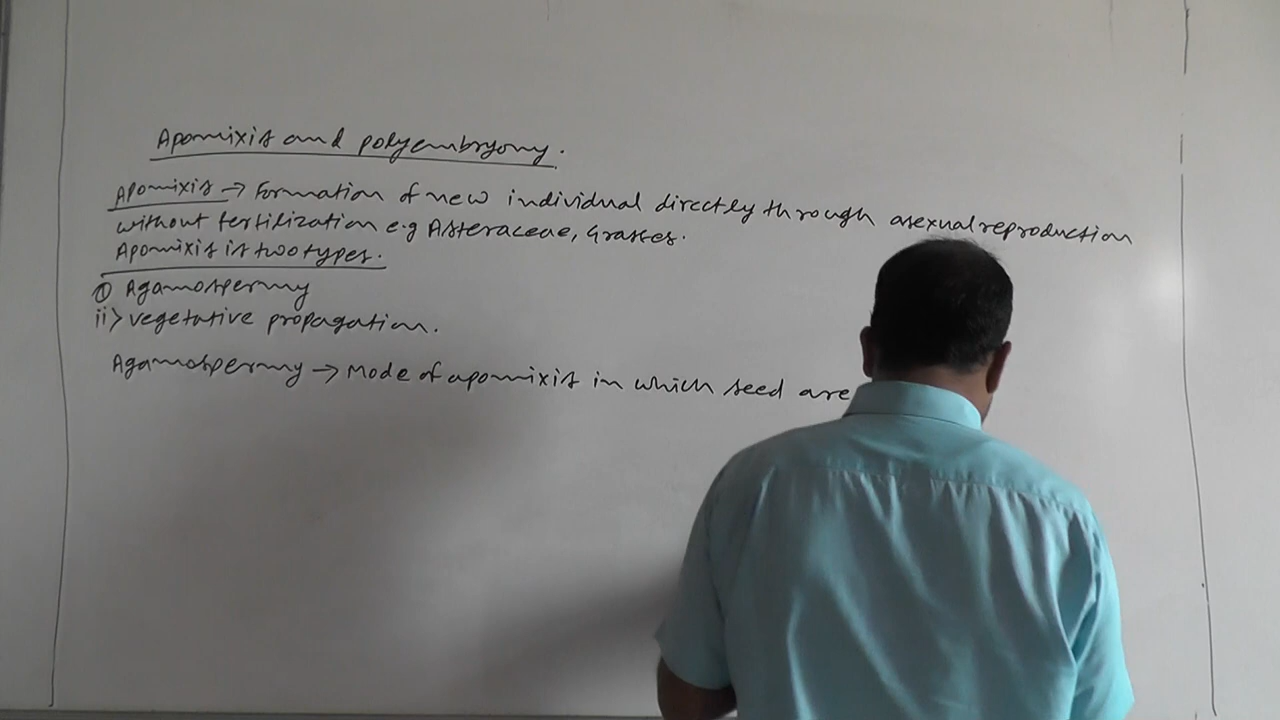 Apomixis and polyembryony.
Apomixis → Formation of new individual directly through asexual reproduction
without fertilization e.g Asteraceae, Grasses.
Apomixis is two types.
① Agamospermy
ii> vegetative propagation.
Agamospermy → Mode of apomixis in which seed are